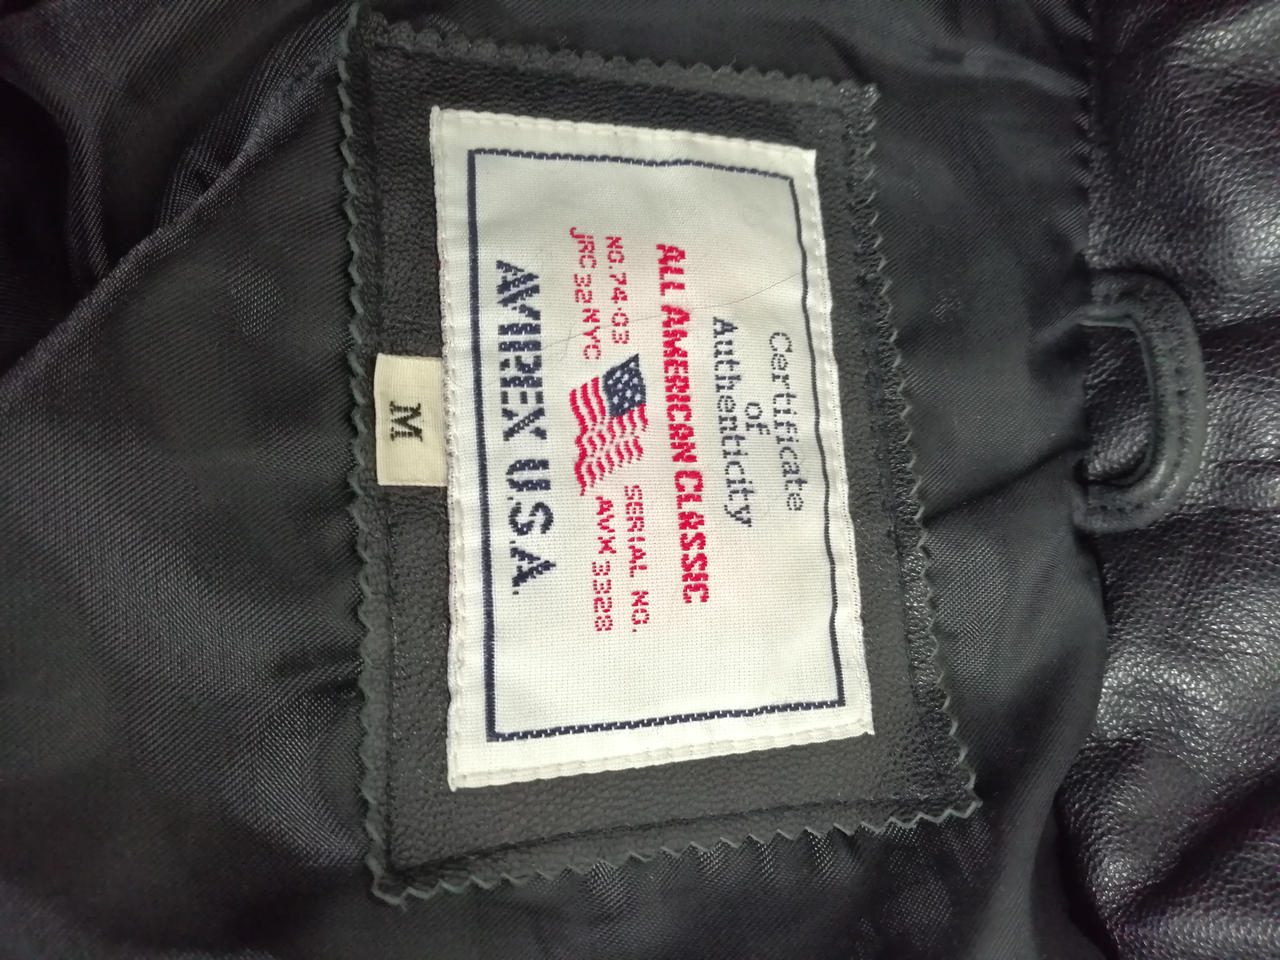 Certificate
of
Authenticity
ALL AMERICAN CLASSIC
NO.74-03
JRC 32 NYC
SERIAL NO.
AVX 3328
AVIREX U.S.A.
M